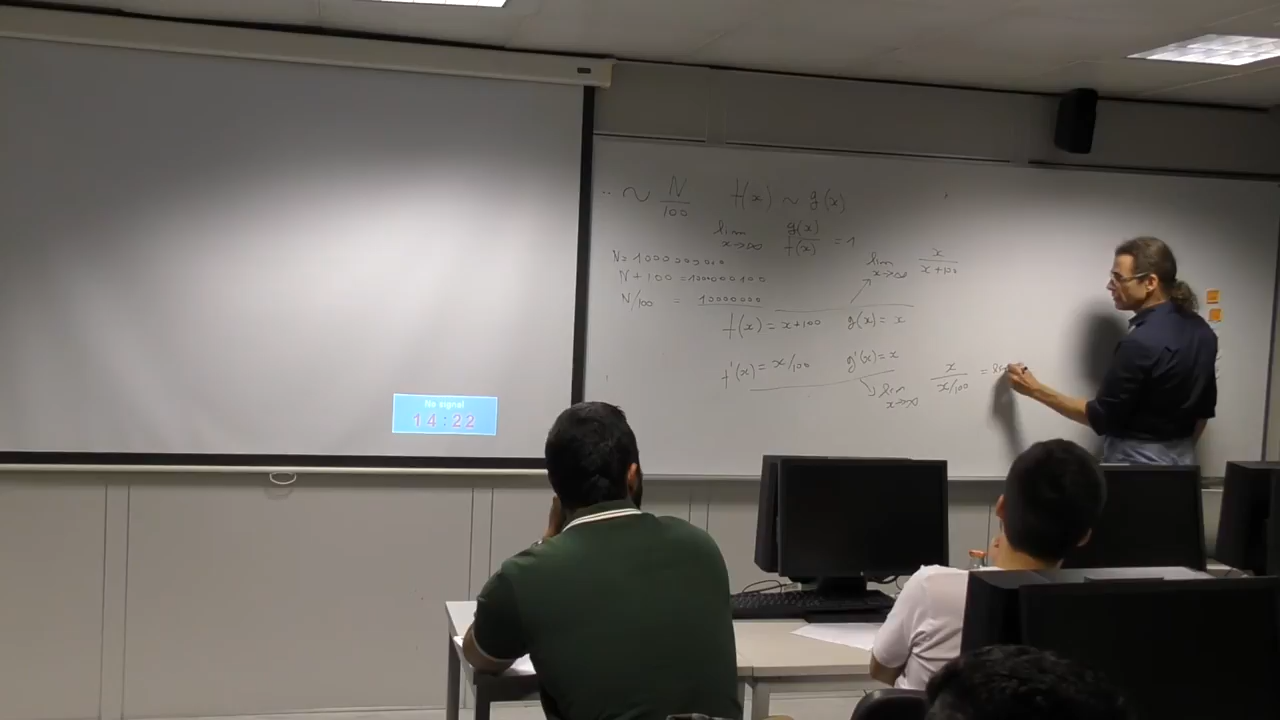 .. ~ N/100 f(x) ~ g(x)
lim x→∞ g(x)/f(x) = 1
N=1000000000
N+100 =1000000100
N/100 = 10000000
lim x→∞ x/x+100
f(x) = x+100 g(x) = x
f'(x) = x/100 g'(x) = x
lim x→∞ x/x/100 =
No signal
14:22